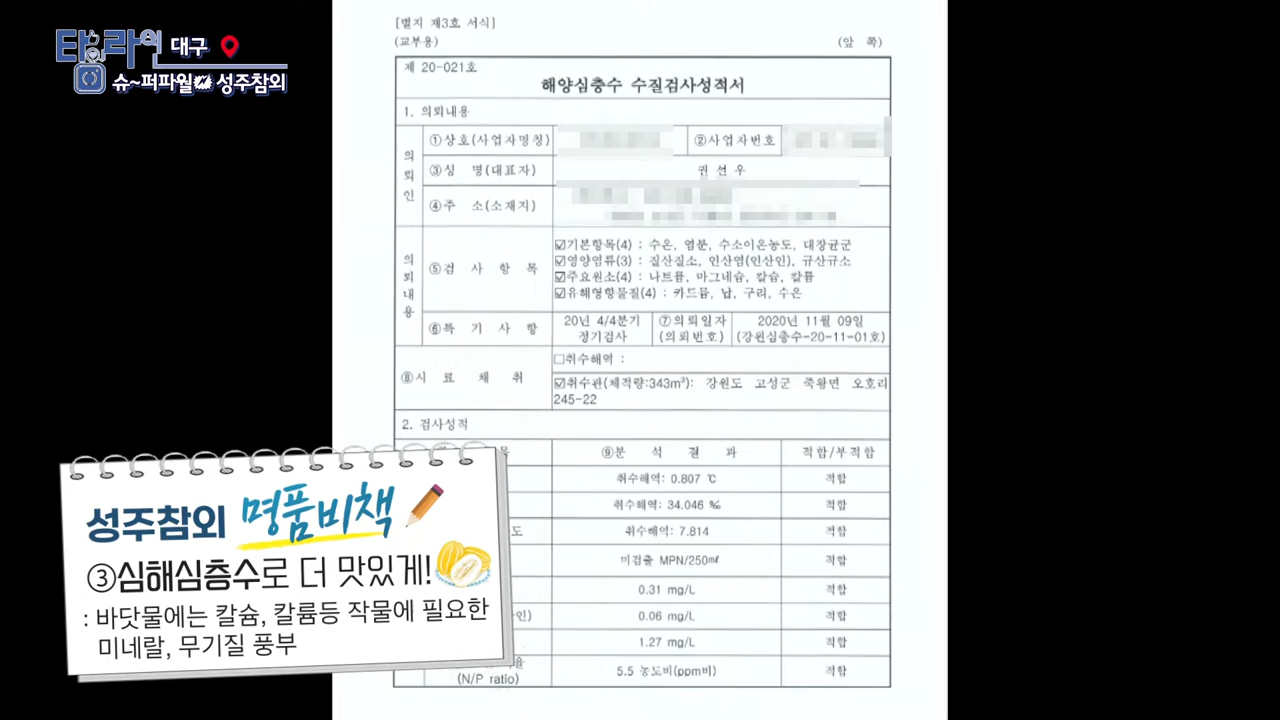 타라인 대구
슈~퍼파월 성주참외
[별지 제3호 서식]
(교부용) (앞 쪽)
제 20-021호
해양심층수 수질검사성적서
1. 의뢰내용
의뢰인
①상호(사업자명칭) ②사업자번호
③성 명(대표자) 권 선 우
④주 소(소재지)
의뢰내용
⑤검 사 항 목
☑기본항목(4) : 수온, 염분, 수소이온농도, 대장균군
☑영양염류(3) : 질산질소, 인산염(인산인), 규산규소
☑주요원소(4) : 나트륨, 마그네슘, 칼슘, 칼륨
☑유해영향물질(4) : 카드뮴, 납, 구리, 수은
⑥특 기 사 항
20년 4/4분기
정기검사
⑦의뢰일자
(의뢰번호)
2020년 11월 09일
(강원심층수-20-11-01호)
⑧시 료 채 취
☐취수해역 :
☑취수관(체적량:343m³): 강원도 고성군 죽왕면 오호리
245-22
2. 검사성적
목 ⑨분 석 결 과 적합/부적합
취수해역: 0.807 ℃ 적합
취수해역: 34.046 ‰ 적합
도 취수해역: 7.814 적합
미검출 MPN/250㎖ 적합
0.31 mg/L 적합
인) 0.06 mg/L 적합
1.27 mg/L 적합
율
(N/P ratio) 5.5 농도비(ppm비) 적합
성주참외 명품비책
③심해심층수로 더 맛있게!
: 바닷물에는 칼슘, 칼륨등 작물에 필요한
미네랄, 무기질 풍부